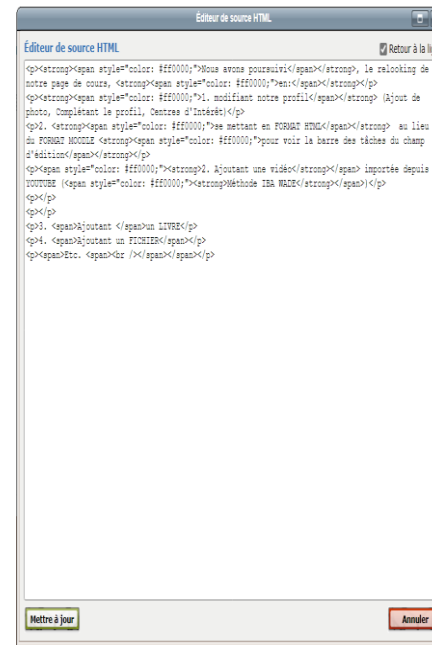 Éditeur de source HTML
Éditeur de source HTML
Retour à la li
<p><strong><span style="color: #ff0000;">Nous avons poursuivi</span></strong>, le relooking de
notre page de cours, <strong><span style="color: #ff0000;">en:</span></strong></p>
<p><strong><span style="color: #ff0000;">1. modifiant notre profil</span></strong> (Ajout de
photo, Complétant le profil, Centres d'Intérêt)</p>
<p>2. <strong><span style="color: #ff0000;">se mettant en FORMAT HTML</span></strong> au lieu
du FORMAT MOODLE <strong><span style="color: #ff0000;">pour voir la barre des tâches du champ
d'édition</span></strong></p>
<p><span style="color: #ff0000;"><strong>2. Ajoutant une vidéo</strong></span> importée depuis
YOUTUBE (<span style="color: #ff0000;"><strong>Méthode IBA WADE</strong></span>)</p>
<p></p>
<p></p>
<p>3. <span>Ajoutant </span>un LIVRE</p>
<p>4. <span>Ajoutant un FICHIER</span></p>
<p><span>Etc. <span><br /></span></span></p>
Mettre à jour
Annuler